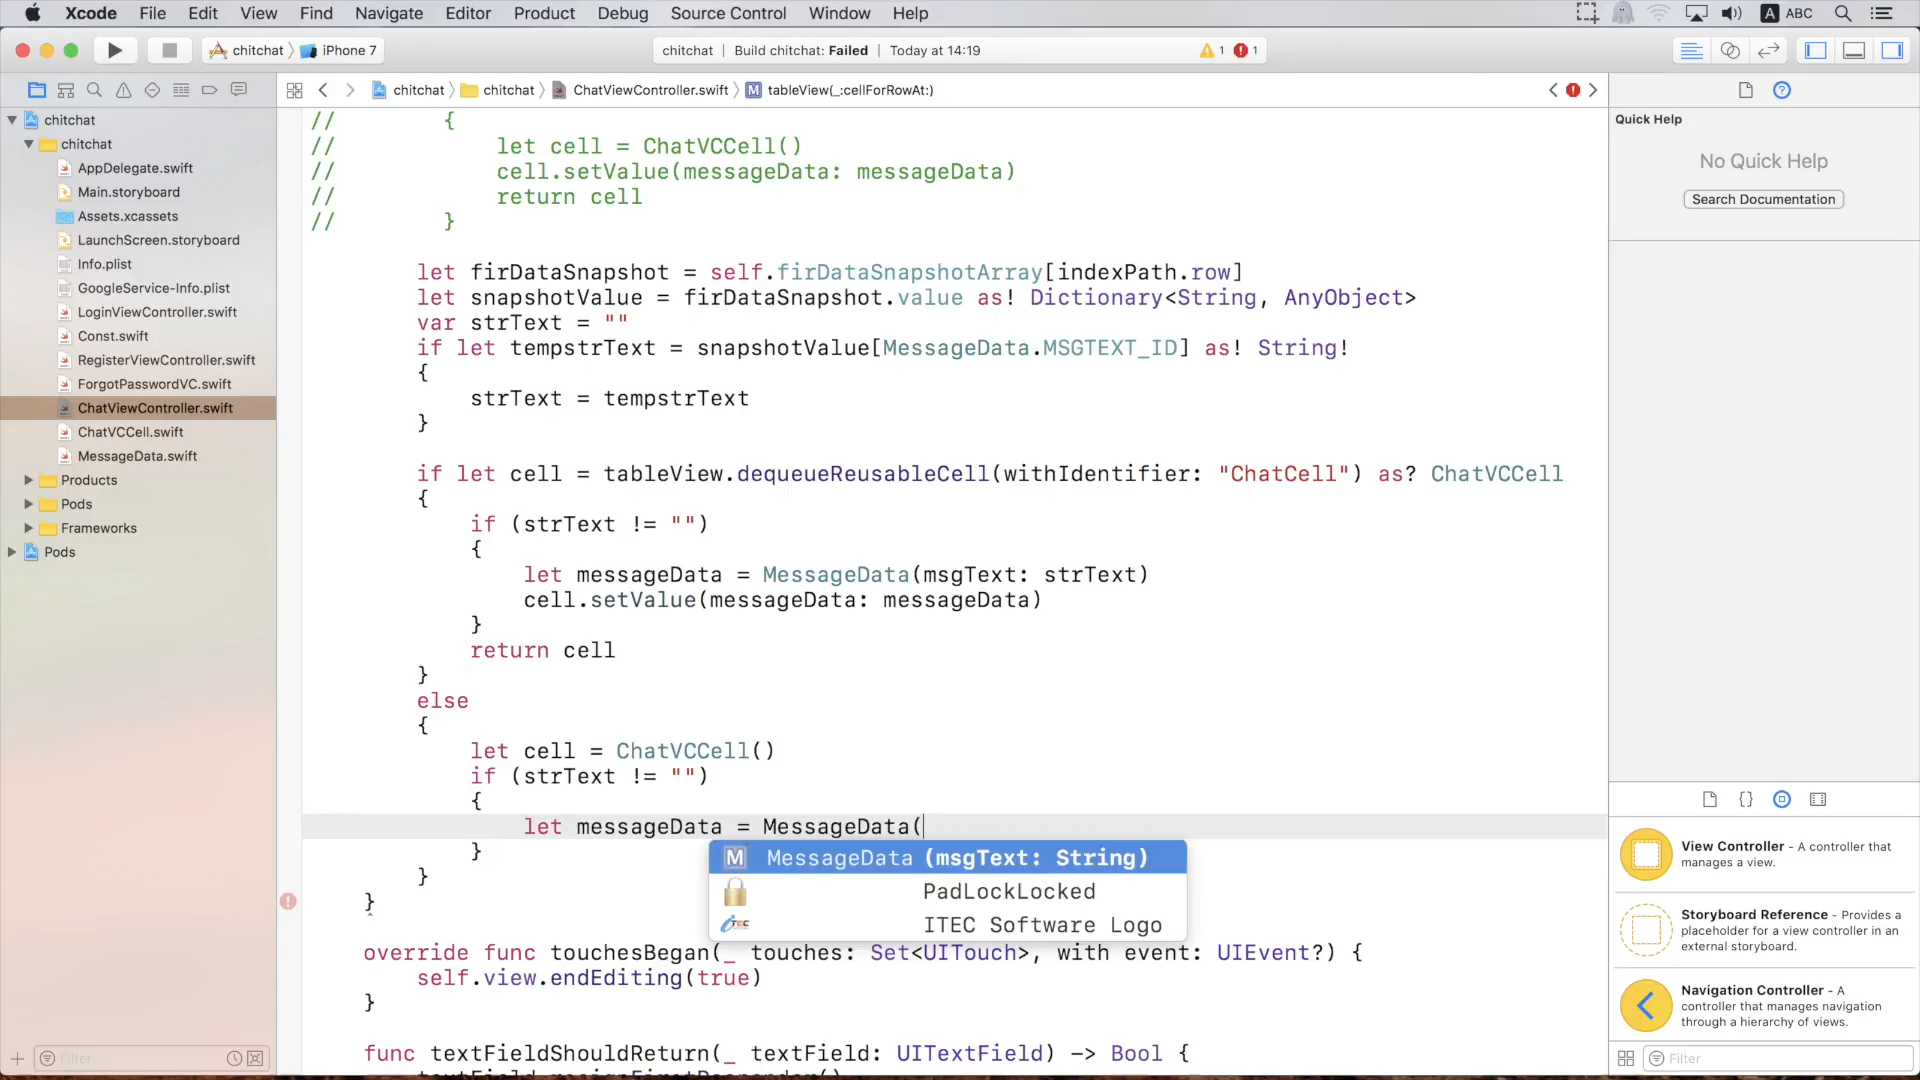 Xcode File Edit View Find Navigate Editor Product Debug Source Control Window Help A ABC
chitchat iPhone 7 chitchat | Build chitchat: Failed | Today at 14:19 1 1
chitchat chitchat ChatViewController.swift M tableView(_:cellForRowAt:)
chitchat
chitchat
AppDelegate.swift
Main.storyboard
Assets.xcassets
LaunchScreen.storyboard
Info.plist
GoogleService-Info.plist
LoginViewController.swift
Const.swift
RegisterViewController.swift
ForgotPasswordVC.swift
ChatViewController.swift
ChatVCCell.swift
MessageData.swift
Products
Pods
Frameworks
Pods
Filter
// {
// let cell = ChatVCCell()
// cell.setValue(messageData: messageData)
// return cell
// }
let firDataSnapshot = self.firDataSnapshotArray[indexPath.row]
let snapshotValue = firDataSnapshot.value as! Dictionary<String, AnyObject>
var strText = ""
if let tempstrText = snapshotValue[MessageData.MSGTEXT_ID] as! String!
{
strText = tempstrText
}
if let cell = tableView.dequeueReusableCell(withIdentifier: "ChatCell") as? ChatVCCell
{
if (strText != "")
{
let messageData = MessageData(msgText: strText)
cell.setValue(messageData: messageData)
}
return cell
}
else
{
let cell = ChatVCCell()
if (strText != "")
{
let messageData = MessageData(
}
}
}
M MessageData (msgText: String)
PadLockLocked
iTEC ITEC Software Logo
override func touchesBegan(_ touches: Set<UITouch>, with event: UIEvent?) {
self.view.endEditing(true)
}
func textFieldShouldReturn(_ textField: UITextField) -> Bool {
textField.resignFirstResponder()
Quick Help
No Quick Help
Search Documentation
{}
View Controller - A controller that
manages a view.
Storyboard Reference - Provides a
placeholder for a view controller in an
external storyboard.
Navigation Controller - A
controller that manages navigation
through a hierarchy of views.
Filter